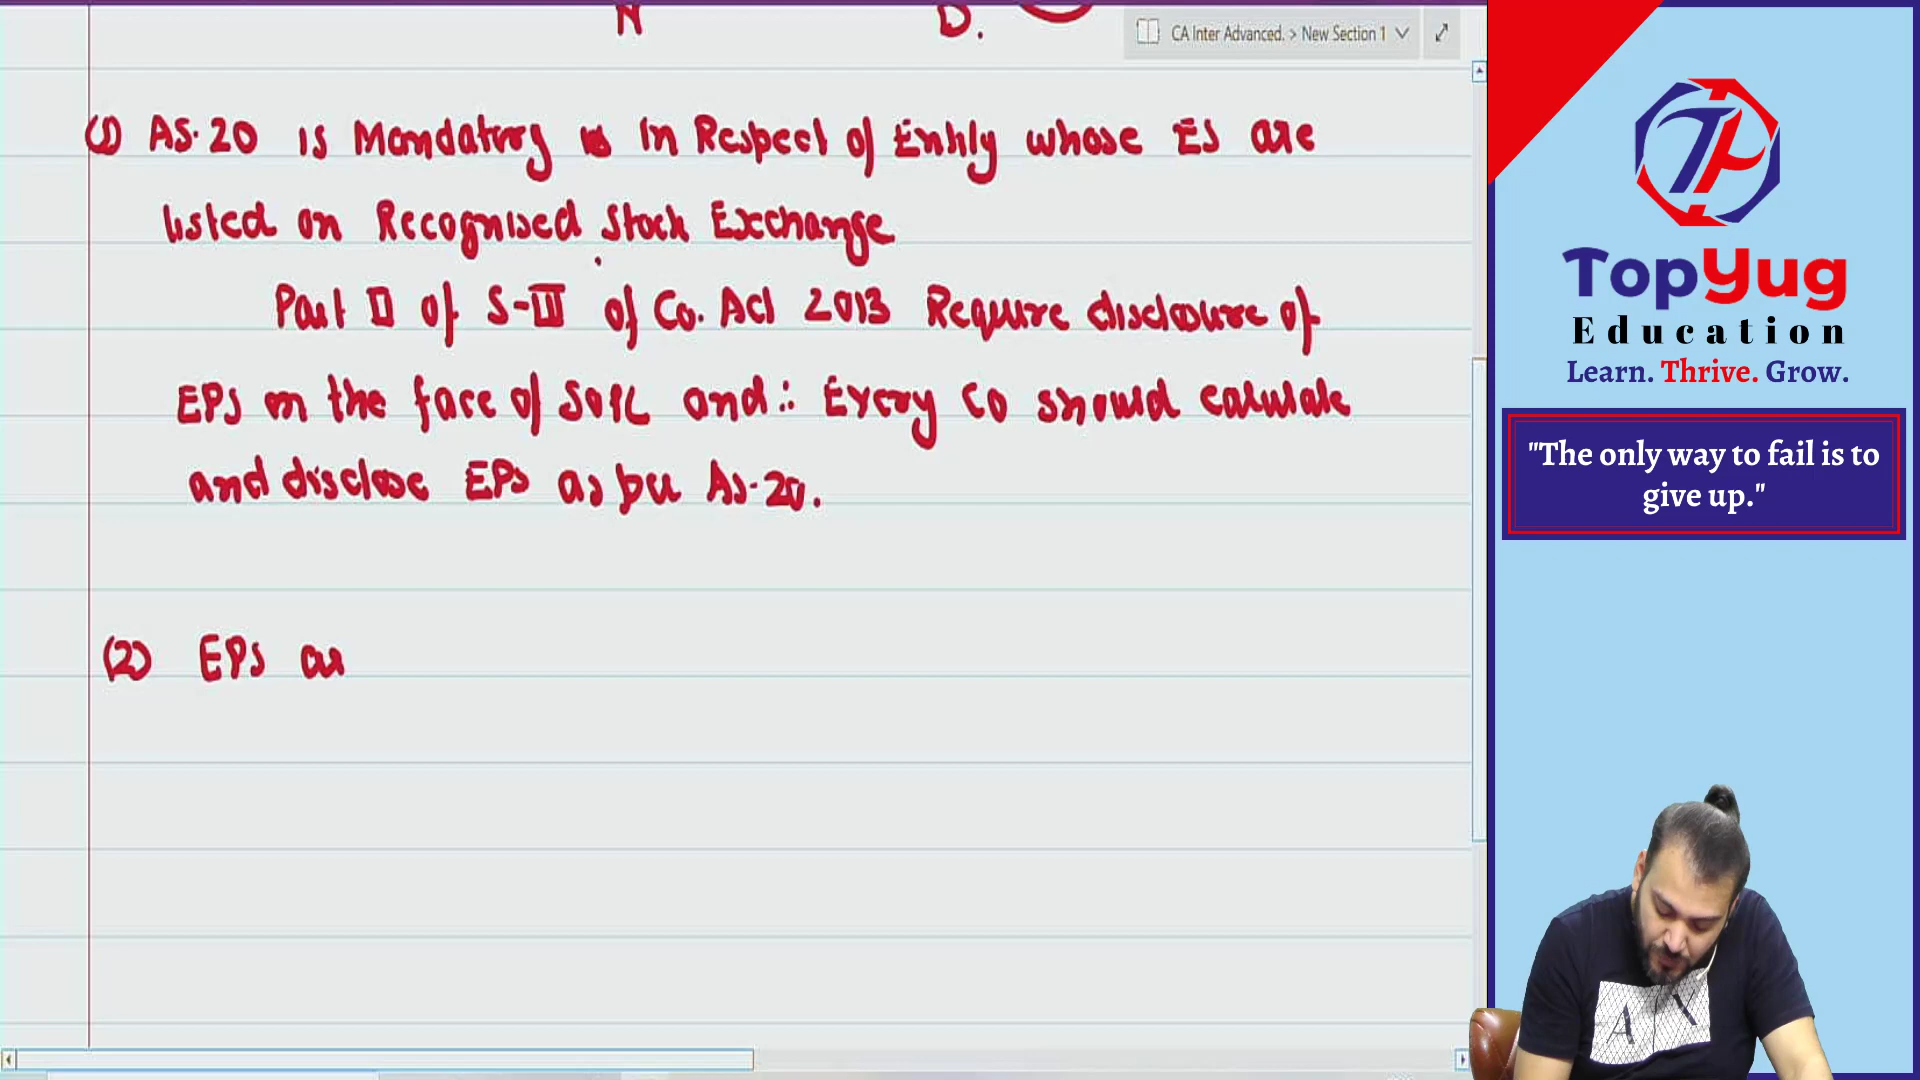 N D.
CA Inter Advanced. > New Section 1
(1) AS.20 is Mandatory in Respect of Entity whose ES are
listed on Recognised Stock Exchange
Part II of S-III of Co. Act 2013 Require disclosure of
EPS on the face of SOPL and ∴ Every Co should calculate
and disclose EPS as per AS-20.
(2) EPS as
TopYug
Education
Learn. Thrive. Grow.
"The only way to fail is to
give up."
A X